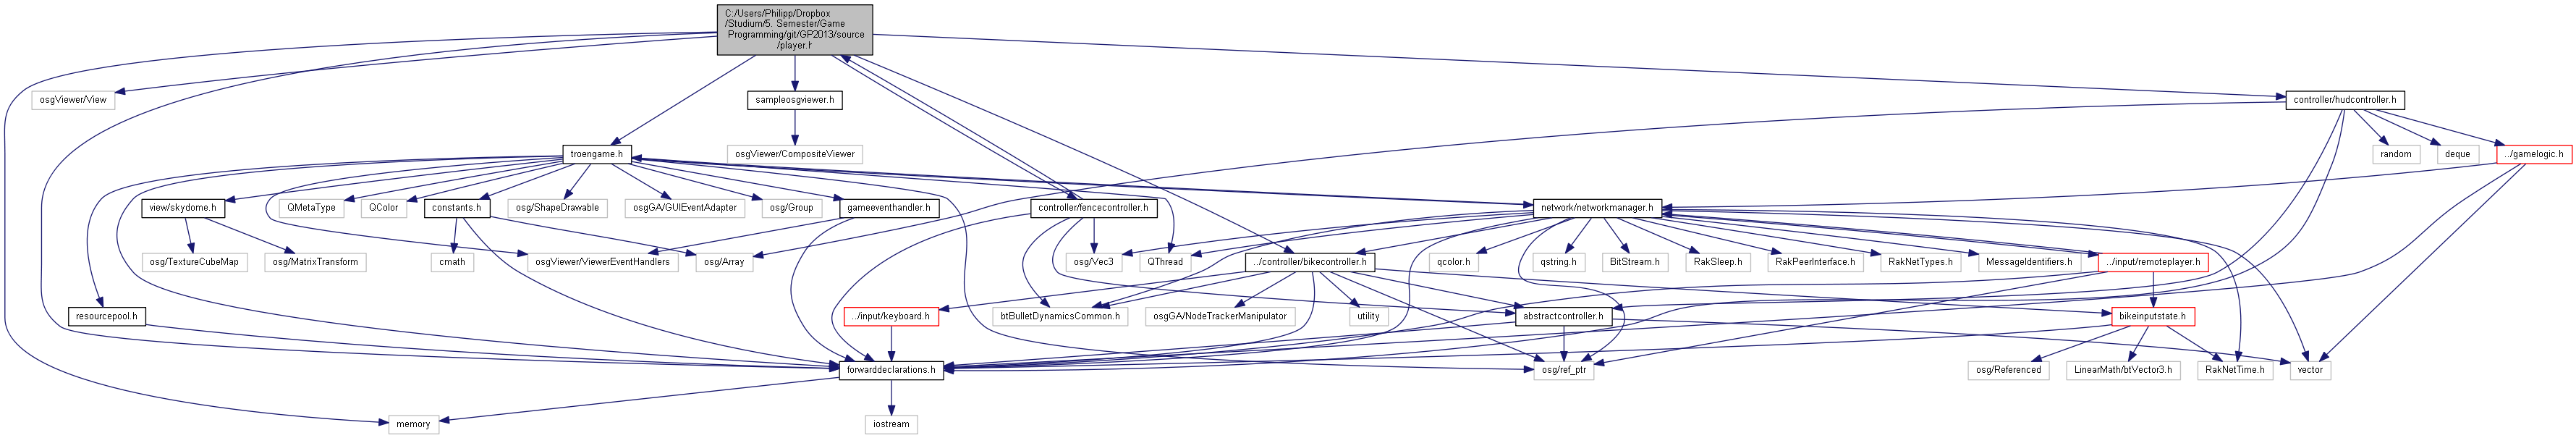 C:/Users/Philipp/Dropbox
/Studium/5. Semester/Game
Programming/git/GP2013/source
/player.h
osgViewer/View
sampleosgviewer.h
controller/hudcontroller.h
troengame.h
osgViewer/CompositeViewer
random
deque
../gamelogic.h
view/skydome.h
QMetaType
QColor
constants.h
osg/ShapeDrawable
osgGA/GUIEventAdapter
osg/Group
gameeventhandler.h
controller/fencecontroller.h
network/networkmanager.h
osg/TextureCubeMap
osg/MatrixTransform
cmath
osgViewer/ViewerEventHandlers
osg/Array
osg/Vec3
QThread
../controller/bikecontroller.h
qcolor.h
qstring.h
BitStream.h
RakSleep.h
RakPeerInterface.h
RakNetTypes.h
MessageIdentifiers.h
../input/remoteplayer.h
resourcepool.h
../input/keyboard.h
btBulletDynamicsCommon.h
osgGA/NodeTrackerManipulator
utility
abstractcontroller.h
bikeinputstate.h
forwarddeclarations.h
osg/ref_ptr
osg/Referenced
LinearMath/btVector3.h
RakNetTime.h
vector
memory
iostream